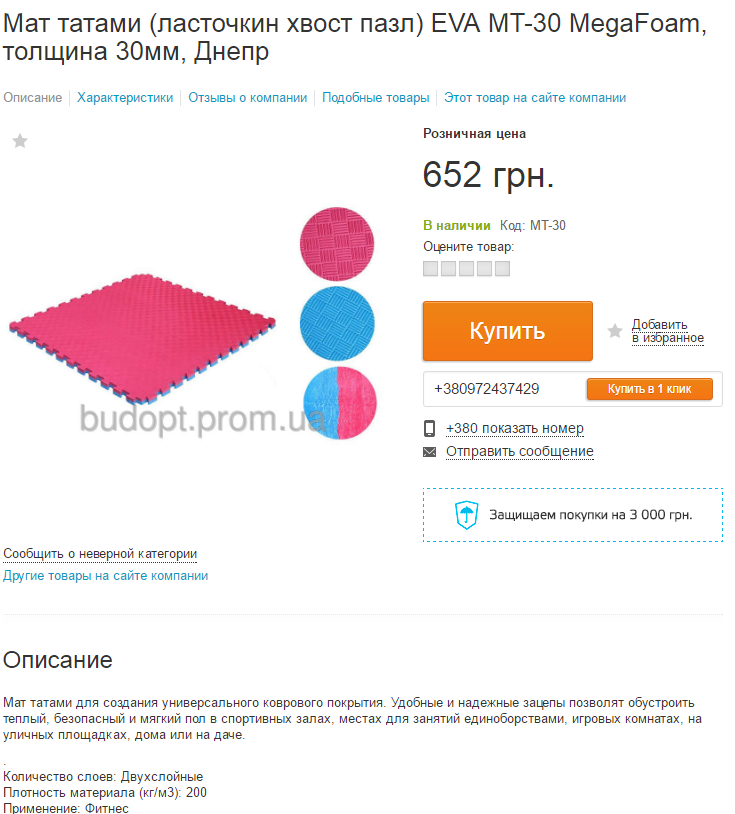 Мат татами (ласточкин хвост пазл) EVA МТ-30 MegaFoam,
толщина 30мм, Днепр
Описание Характеристики Отзывы о компании Подобные товары Этот товар на сайте компании
Розничная цена
652 грн.
В наличии Код: МТ-30
Оцените товар:
Купить
Добавить
в избранное
+380972437429
Купить в 1 клик
+380 показать номер
Отправить сообщение
Защищаем покупки на 3 000 грн.
budopt.prom.ua
Сообщить о неверной категории
Другие товары на сайте компании
Описание
Мат татами для создания универсального коврового покрытия. Удобные и надежные зацепы позволят обустроить
теплый, безопасный и мягкий пол в спортивных залах, местах для занятий единоборствами, игровых комнатах, на
уличных площадках, дома или на даче.
.
Количество слоев: Двухслойные
Плотность материала (кг/м3): 200
Применение: Фитнес